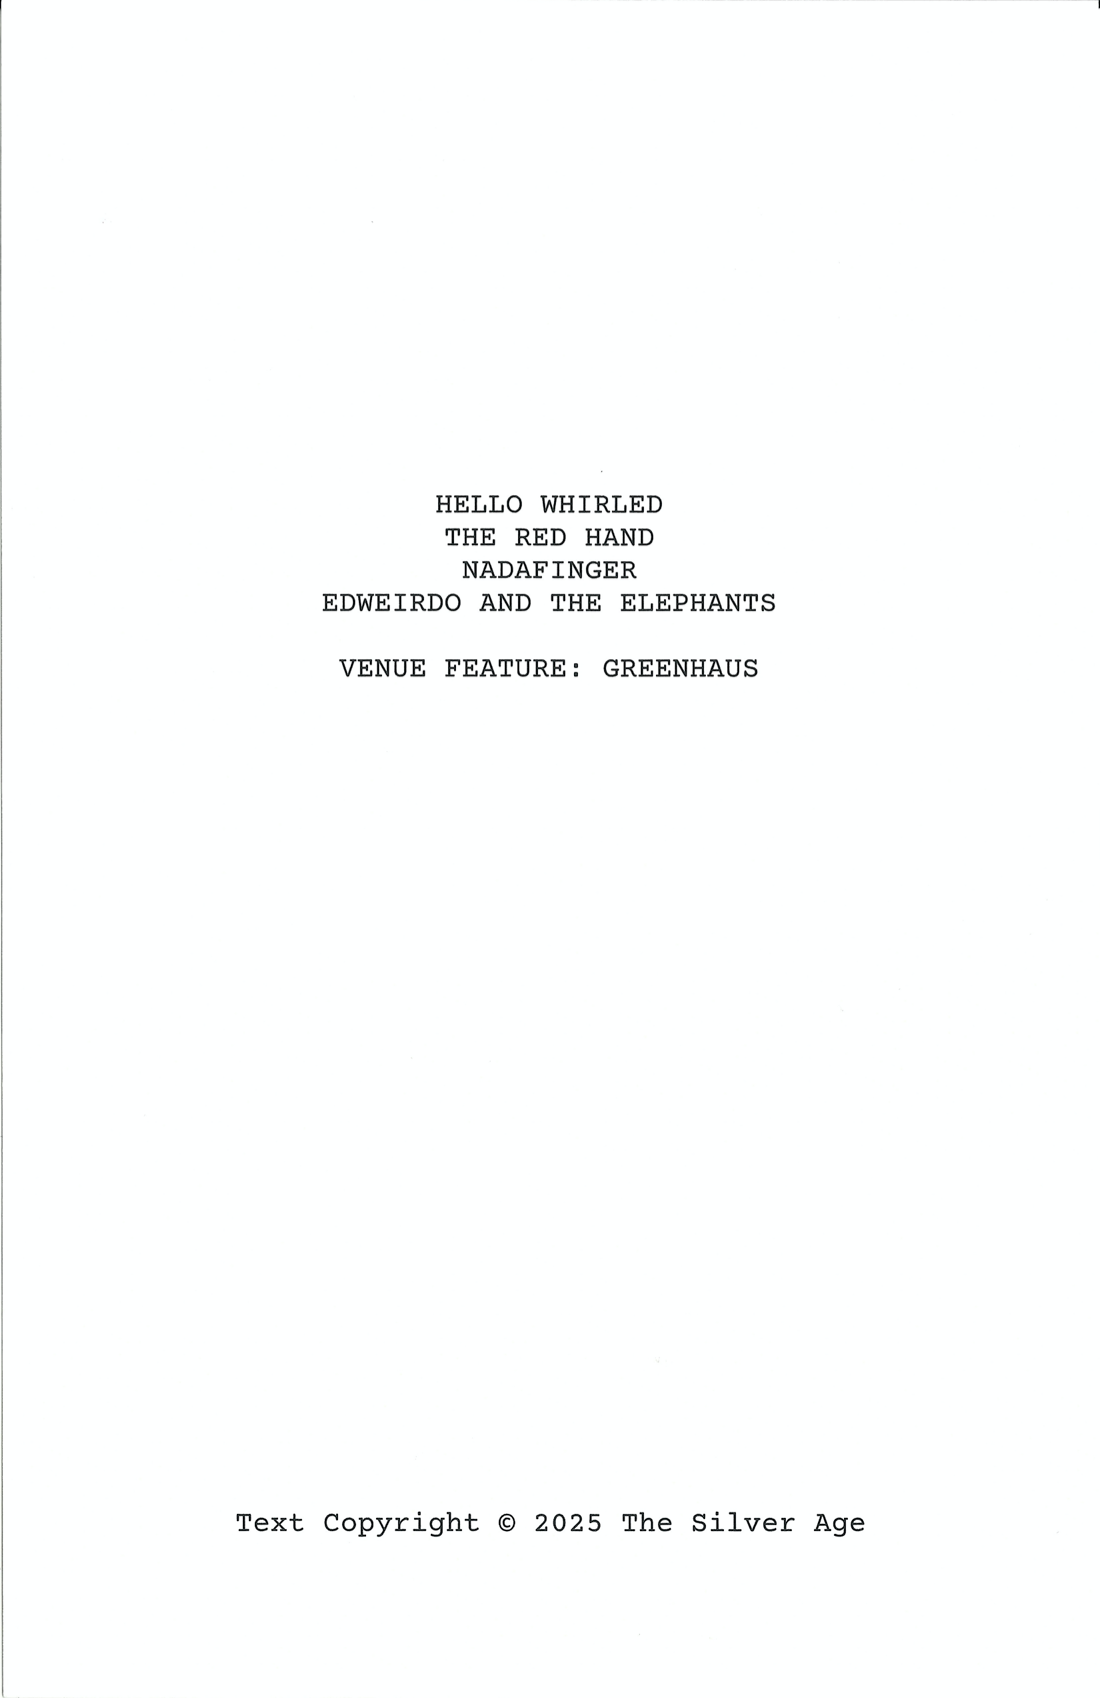 HELLO WHIRLED
THE RED HAND
NADAFINGER
EDWEIRDO AND THE ELEPHANTS
VENUE FEATURE: GREENHAUS
Text Copyright © 2025 The Silver Age